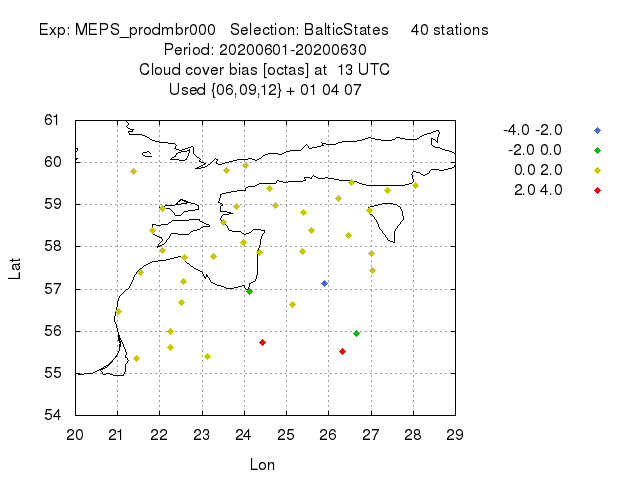 Exp: MEPS_prodmbr000   Selection: BalticStates     40 stations
Period: 20200601-20200630
Cloud cover bias [octas] at  13 UTC
Used {06,09,12} + 01 04 07
61
60
59
58
57
56
55
54
20 21 22 23 24 25 26 27 28 29
Lat
Lon
-4.0 -2.0
-2.0 0.0
0.0 2.0
2.0 4.0